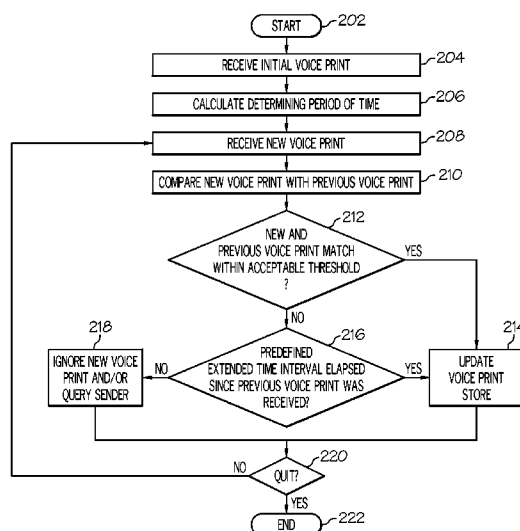 START
202
RECEIVE INITIAL VOICE PRINT
204
CALCULATE DETERMINING PERIOD OF TIME
206
RECEIVE NEW VOICE PRINT
208
COMPARE NEW VOICE PRINT WITH PREVIOUS VOICE PRINT
210
212
NEW AND
PREVIOUS VOICE PRINT MATCH
WITHIN ACCEPTABLE THRESHOLD
?
YES
NO
218
216
214
IGNORE NEW VOICE
PRINT AND/OR
QUERY SENDER
NO
PREDEFINED
EXTENDED TIME INTERVAL ELAPSED
SINCE PREVIOUS VOICE PRINT WAS
RECEIVED?
YES
UPDATE
VOICE PRINT
STORE
220
NO
QUIT?
YES
END
222